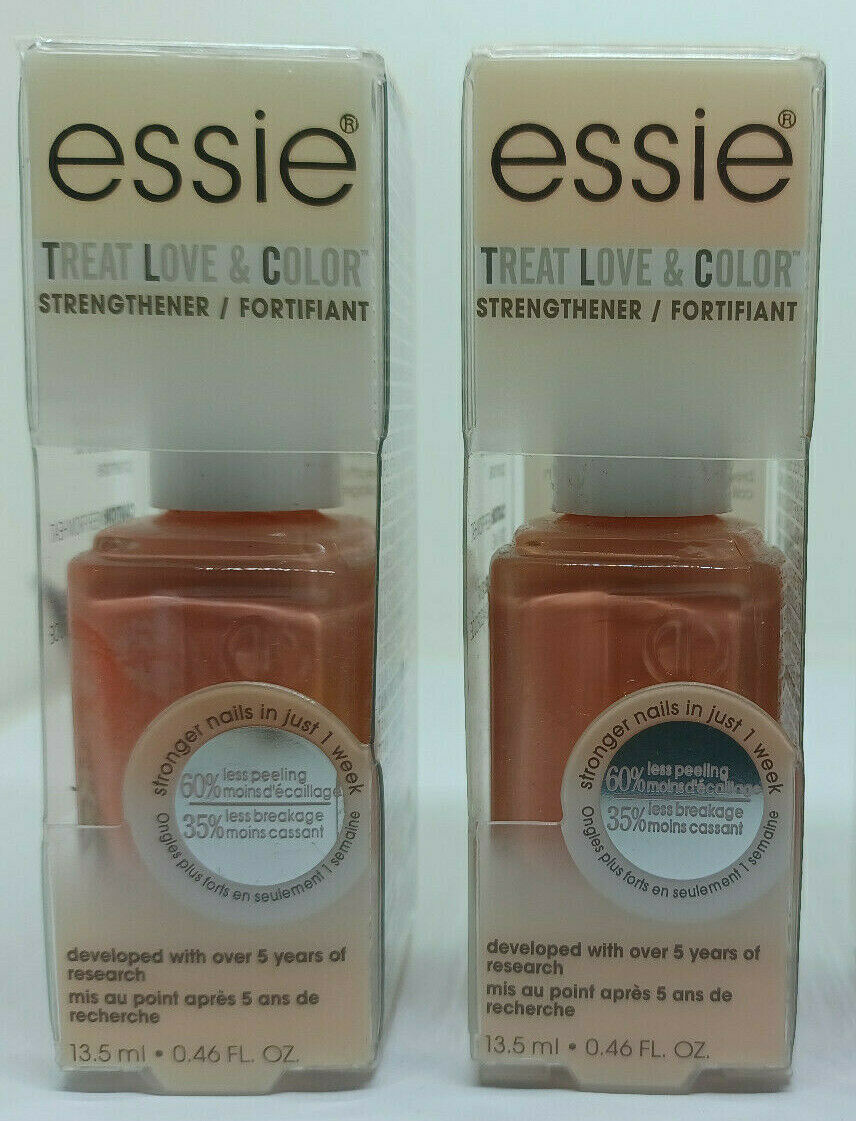 essie®
TREAT LOVE & COLOR™
STRENGTHENER / FORTIFIANT
stronger nails in just 1 week
60% less peeling
moins d'écaillage
35% less breakage
moins cassant
Ongles plus forts en seulement 1 semaine
developed with over 5 years of
research
mis au point après 5 ans de
recherche
13.5 ml • 0.46 FL. OZ.
essie®
TREAT LOVE & COLOR™
STRENGTHENER / FORTIFIANT
stronger nails in just 1 week
60% less peeling
moins d'écaillage
35% less breakage
moins cassant
Ongles plus forts en seulement 1 semaine
developed with over 5 years of
research
mis au point après 5 ans de
recherche
13.5 ml • 0.46 FL. OZ.